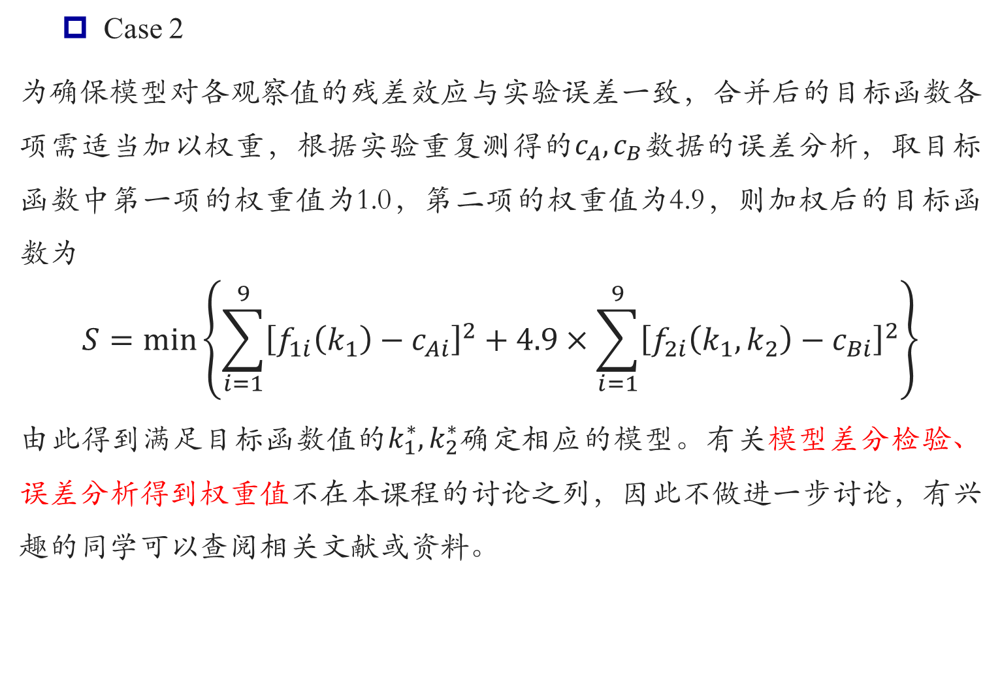 Case 2
为确保模型对各观察值的残差效应与实验误差一致，合并后的目标函数各
项需适当加以权重，根据实验重复测得的$c_A, c_B$数据的误差分析，取目标
函数中第一项的权重值为1.0，第二项的权重值为4.9，则加权后的目标函
数为
$S = \min\left\{\sum_{i=1}^{9}[f_{1i}(k_1) - c_{Ai}]^2 + 4.9 \times \sum_{i=1}^{9}[f_{2i}(k_1, k_2) - c_{Bi}]^2\right\}$
由此得到满足目标函数值的$k_1^*, k_2^*$确定相应的模型。有关模型差分检验、
误差分析得到权重值不在本课程的讨论之列，因此不做进一步讨论，有兴
趣的同学可以查阅相关文献或资料。